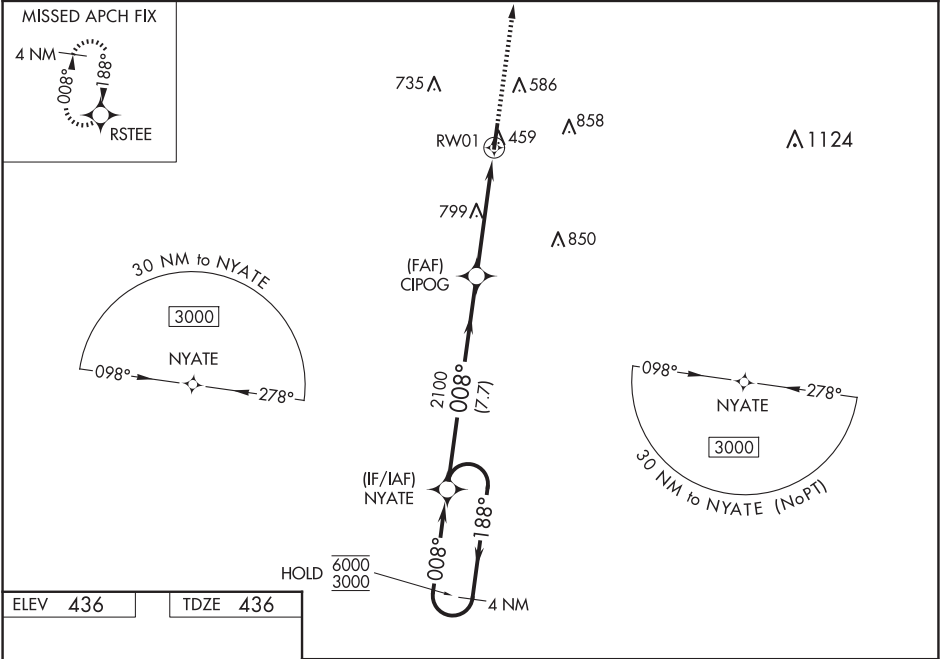 MISSED APCH FIX
4 NM
008°
188°
RSTEE
735
586
858
RW01
459
1124
799
850
(FAF)
CIPOG
30 NM to NYATE
3000
NYATE
098°
278°
2100
008°
(7.7)
098°
278°
NYATE
3000
30 NM to NYATE (NoPT)
(IF/IAF)
NYATE
008°
188°
HOLD
6000
3000
4 NM
ELEV 436
TDZE 436